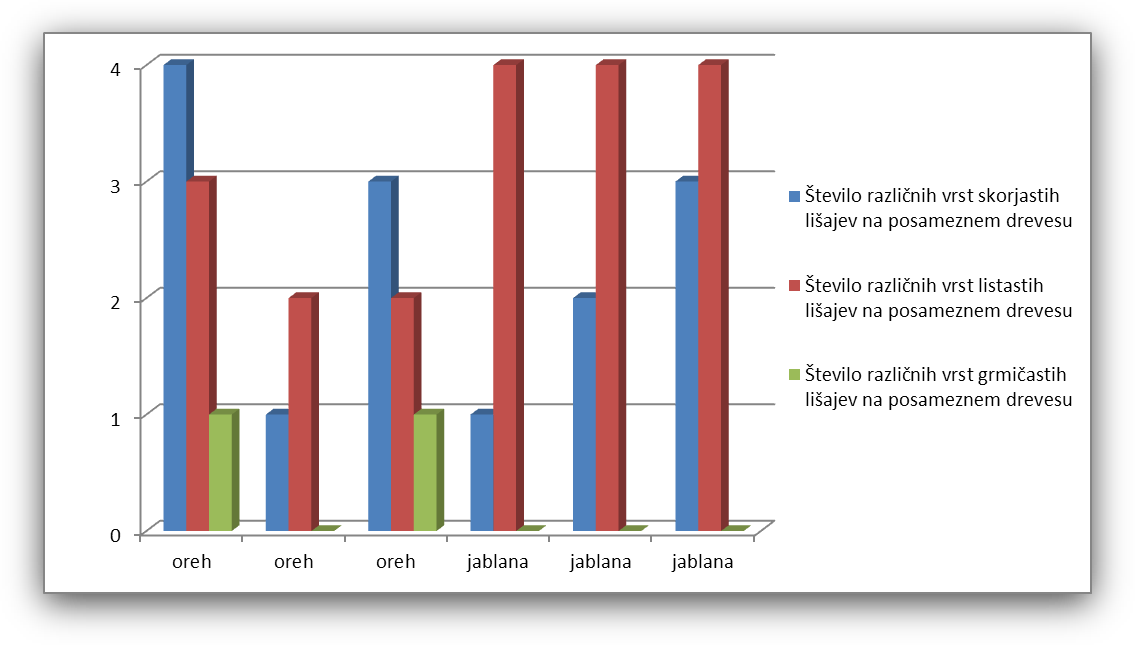 4
3
2
1
0
oreh oreh oreh jablana jablana jablana
Število različnih vrst skorjastih
lišajev na posameznem drevesu
Število različnih vrst listastih
lišajev na posameznem drevesu
Število različnih vrst grmičastih
lišajev na posameznem drevesu